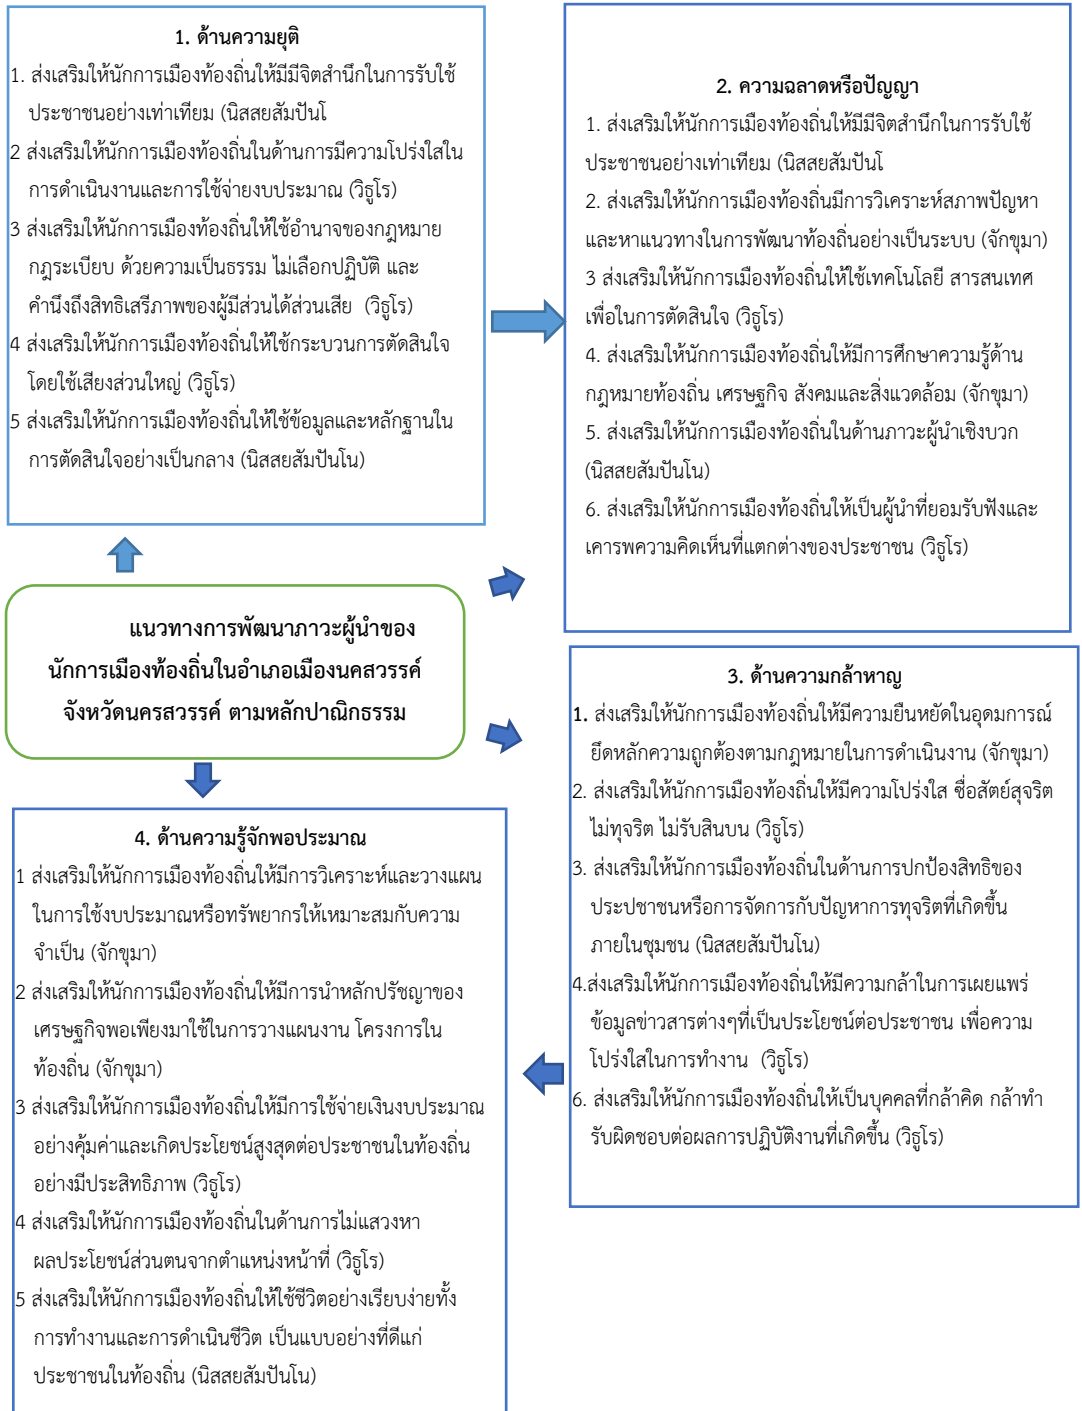 1. ด้านความยุติ
1. ส่งเสริมให้นักการเมืองท้องถิ่นให้มีมีจิตสำนึกในการรับใช้
ประชาชนอย่างเท่าเทียม (นิสสยสัมปันโ
2 ส่งเสริมให้นักการเมืองท้องถิ่นในด้านการมีความโปร่งใสใน
การดำเนินงานและการใช้จ่ายงบประมาณ (วิธูโร)
3 ส่งเสริมให้นักการเมืองท้องถิ่นให้ใช้อำนาจของกฎหมาย
กฎระเบียบ ด้วยความเป็นธรรม ไม่เลือกปฏิบัติ และ
คำนึงถึงสิทธิเสรีภาพของผู้มีส่วนได้ส่วนเสีย (วิธูโร)
4 ส่งเสริมให้นักการเมืองท้องถิ่นให้ใช้กระบวนการตัดสินใจ
โดยใช้เสียงส่วนใหญ่ (วิธูโร)
5 ส่งเสริมให้นักการเมืองท้องถิ่นให้ใช้ข้อมูลและหลักฐานใน
การตัดสินใจอย่างเป็นกลาง (นิสสยสัมปันโน)
2. ความฉลาดหรือปัญญา
1. ส่งเสริมให้นักการเมืองท้องถิ่นให้มีมีจิตสำนึกในการรับใช้
ประชาชนอย่างเท่าเทียม (นิสสยสัมปันโ
2. ส่งเสริมให้นักการเมืองท้องถิ่นมีการวิเคราะห์สภาพปัญหา
และหาแนวทางในการพัฒนาท้องถิ่นอย่างเป็นระบบ (จักขุมา)
3 ส่งเสริมให้นักการเมืองท้องถิ่นให้ใช้เทคโนโลยี สารสนเทศ
เพื่อในการตัดสินใจ (วิธูโร)
4. ส่งเสริมให้นักการเมืองท้องถิ่นให้มีการศึกษาความรู้ด้าน
กฎหมายท้องถิ่น เศรษฐกิจ สังคมและสิ่งแวดล้อม (จักขุมา)
5. ส่งเสริมให้นักการเมืองท้องถิ่นในด้านภาวะผู้นำเชิงบวก
(นิสสยสัมปันโน)
6. ส่งเสริมให้นักการเมืองท้องถิ่นให้เป็นผู้นำที่ยอมรับฟังและ
เคารพความคิดเห็นที่แตกต่างของประชาชน (วิธูโร)
แนวทางการพัฒนาภาวะผู้นำของ
นักการเมืองท้องถิ่นในอำเภอเมืองนคสวรรค์
จังหวัดนครสวรรค์ ตามหลักปาณิกธรรม
3. ด้านความกล้าหาญ
1. ส่งเสริมให้นักการเมืองท้องถิ่นให้มีความยืนหยัดในอุดมการณ์
ยึดหลักความถูกต้องตามกฎหมายในการดำเนินงาน (จักขุมา)
2. ส่งเสริมให้นักการเมืองท้องถิ่นให้มีความโปร่งใส ซื่อสัตย์สุจริต
ไม่ทุจริต ไม่รับสินบน (วิธูโร)
3. ส่งเสริมให้นักการเมืองท้องถิ่นในด้านการปกป้องสิทธิของ
ประปชาชนหรือการจัดการกับปัญหาการทุจริตที่เกิดขึ้น
ภายในชุมชน (นิสสยสัมปันโน)
4.ส่งเสริมให้นักการเมืองท้องถิ่นให้มีความกล้าในการเผยแพร่
ข้อมูลข่าวสารต่างๆที่เป็นประโยชน์ต่อประชาชน เพื่อความ
โปร่งใสในการทำงาน (วิธูโร)
6. ส่งเสริมให้นักการเมืองท้องถิ่นให้เป็นบุคคลที่กล้าคิด กล้าทำ
รับผิดชอบต่อผลการปฏิบัติงานที่เกิดขึ้น (วิธูโร)
4. ด้านความรู้จักพอประมาณ
1 ส่งเสริมให้นักการเมืองท้องถิ่นให้มีการวิเคราะห์และวางแผน
ในการใช้งบประมาณหรือทรัพยากรให้เหมาะสมกับความ
จำเป็น (จักขุมา)
2 ส่งเสริมให้นักการเมืองท้องถิ่นให้มีการนำหลักปรัชญาของ
เศรษฐกิจพอเพียงมาใช้ในการวางแผนงาน โครงการใน
ท้องถิ่น (จักขุมา)
3 ส่งเสริมให้นักการเมืองท้องถิ่นให้มีการใช้จ่ายเงินงบประมาณ
อย่างคุ้มค่าและเกิดประโยชน์สูงสุดต่อประชาชนในท้องถิ่น
อย่างมีประสิทธิภาพ (วิธูโร)
4 ส่งเสริมให้นักการเมืองท้องถิ่นในด้านการไม่แสวงหา
ผลประโยชน์ส่วนตนจากตำแหน่งหน้าที่ (วิธูโร)
5 ส่งเสริมให้นักการเมืองท้องถิ่นให้ใช้ชีวิตอย่างเรียบง่ายทั้ง
การทำงานและการดำเนินชีวิต เป็นแบบอย่างที่ดีแก่
ประชาชนในท้องถิ่น (นิสสยสัมปันโน)